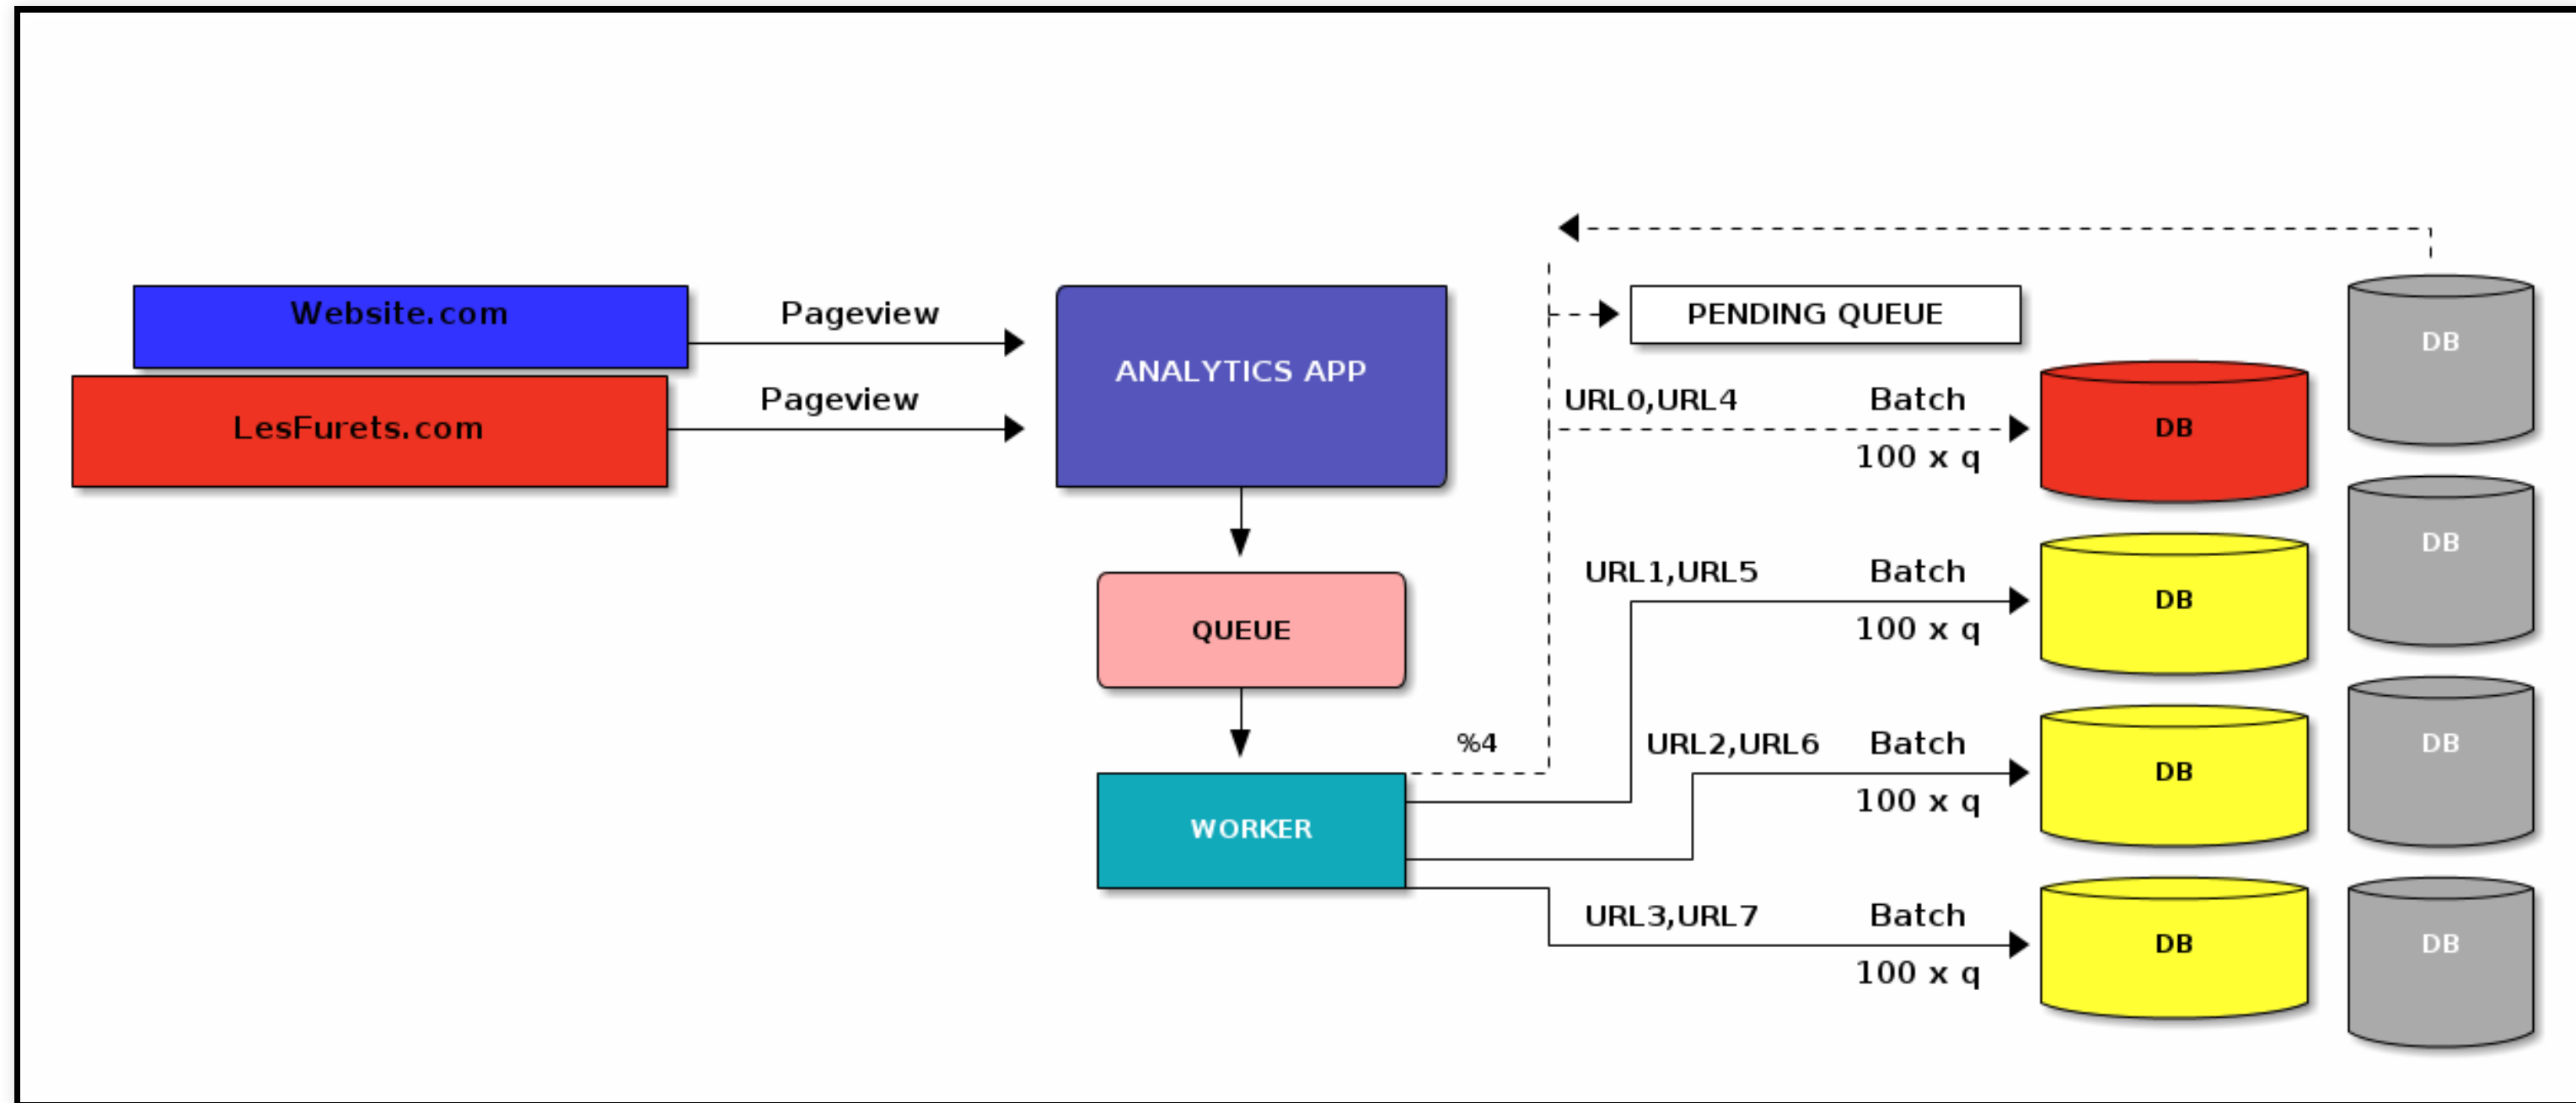 Website.com
Pageview
PENDING QUEUE
DB
ANALYTICS APP
LesFurets.com
Pageview
URL0,URL4
Batch
100 x q
DB
DB
URL1,URL5
Batch
100 x q
DB
QUEUE
%4
URL2,URL6
Batch
100 x q
DB
DB
WORKER
URL3,URL7
Batch
100 x q
DB
DB